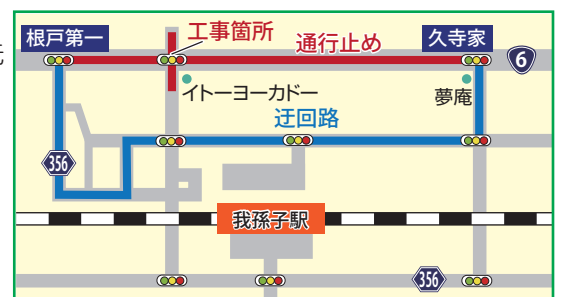 根戸第一
工事箇所
通行止め
久寺家
6
イトーヨーカドー
夢庵
迂回路
356
我孫子駅
356